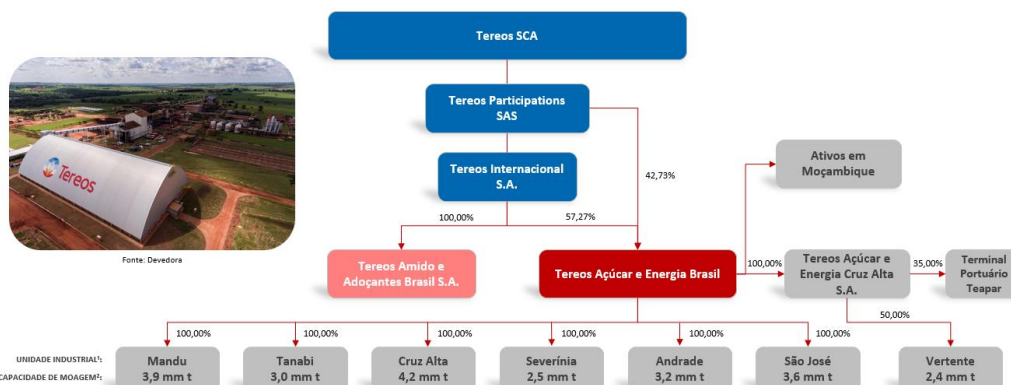 Tereos SCA
Tereos Participations
SAS
Tereos Internacional
S.A.
42,73%
Ativos em
Moçambique
Tereos
100,00%
57,27%
Fonte: Devedora
Tereos Amido e
Adoçantes Brasil S.A.
Tereos Açúcar e Energia Brasil
100,00%
Tereos Açúcar e
Energia Cruz Alta
S.A.
35,00%
Terminal
Portuário
Teapar
100,00%
100,00%
100,00%
100,00%
100,00%
100,00%
50,00%
UNIDADE INDUSTRIAL¹:
Mandu
Tanabi
Cruz Alta
Severínia
Andrade
São José
Vertente
CAPACIDADE DE MOAGEM²:
3,9 mm t
3,0 mm t
4,2 mm t
2,5 mm t
3,2 mm t
3,6 mm t
2,4 mm t